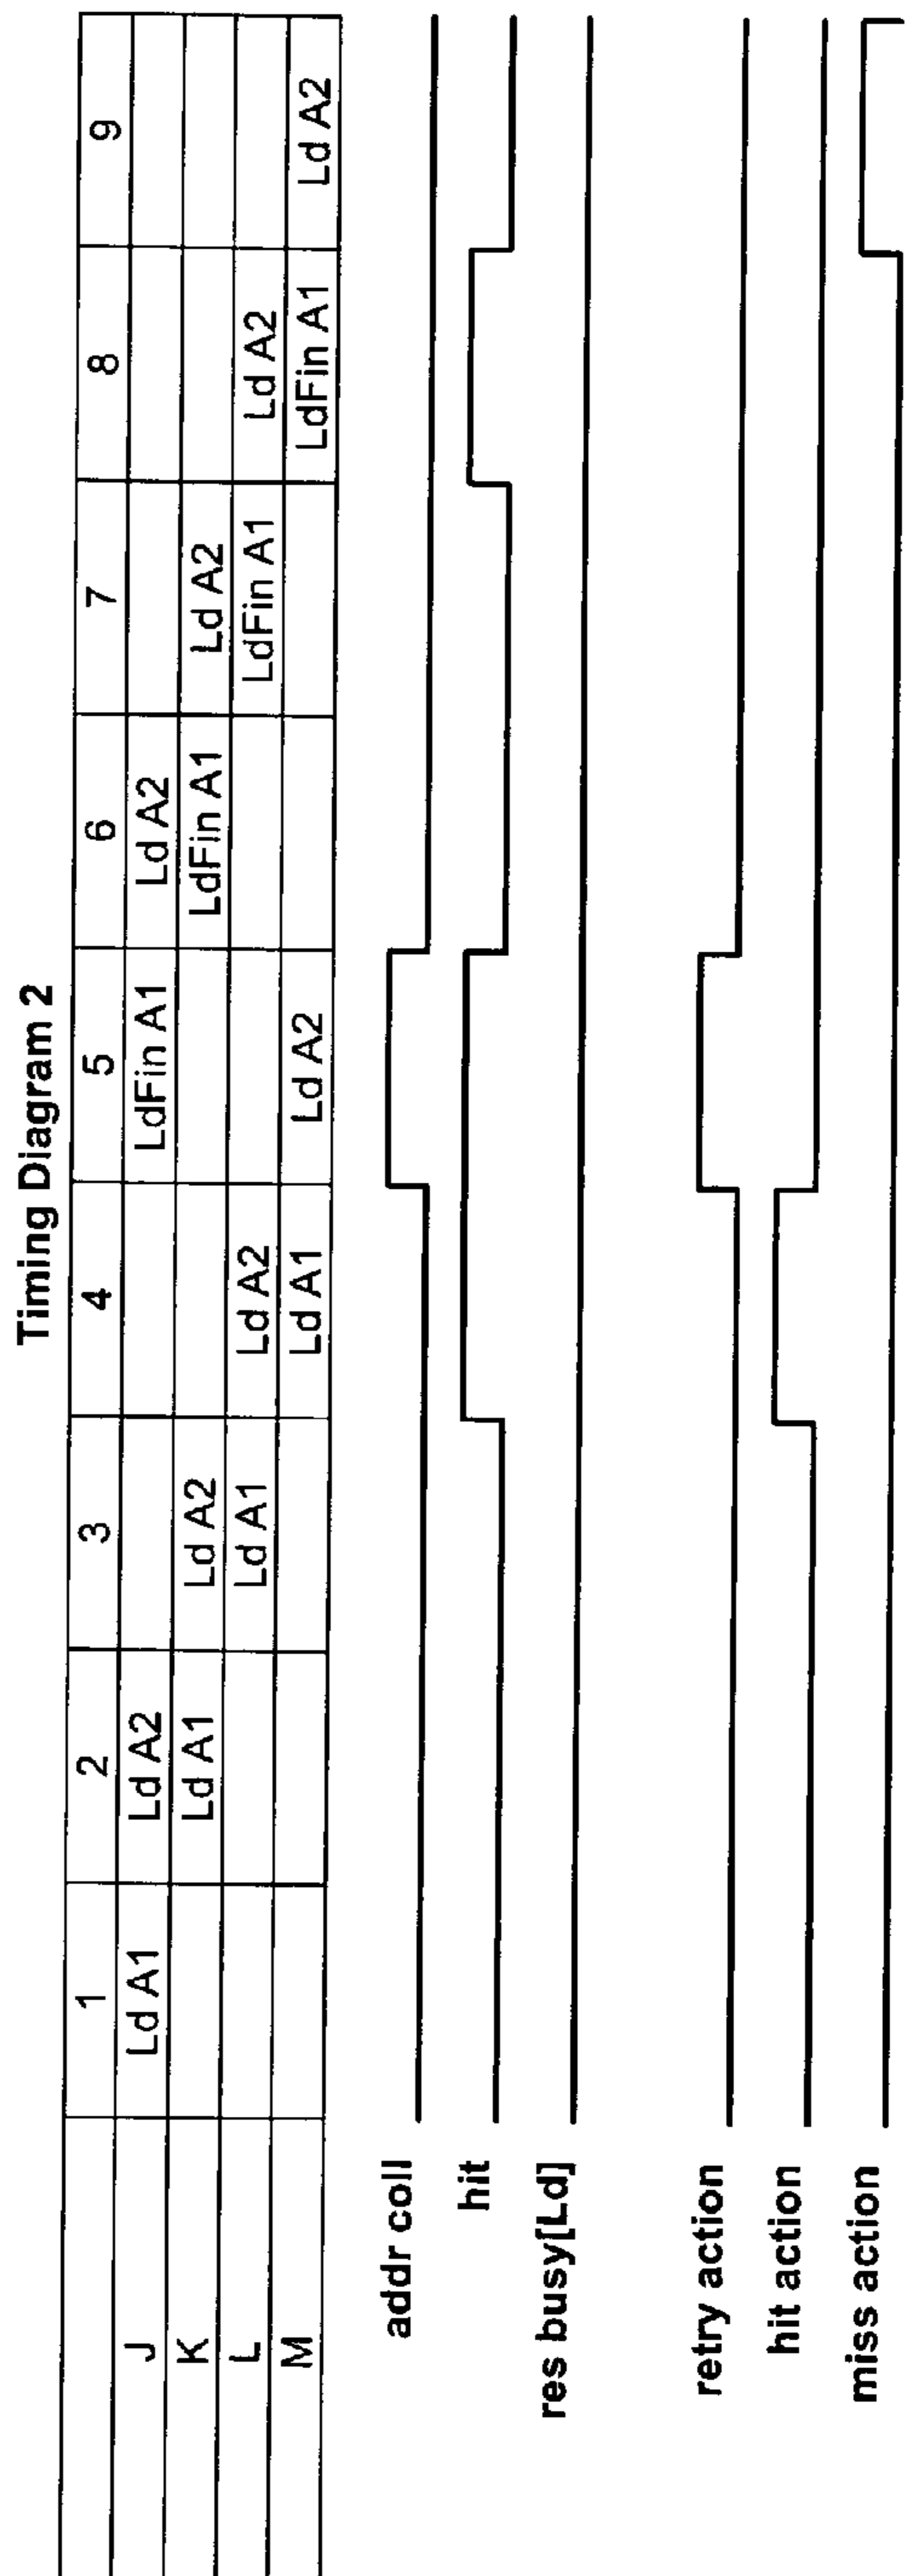 Timing Diagram 2
1 2 3 4 5 6 7 8 9
J Ld A1 Ld A2 LdFin A1 Ld A2
K Ld A1 Ld A2 LdFin A1 Ld A2
L Ld A1 Ld A2 LdFin A1 Ld A2
M Ld A1 Ld A2 LdFin A1 Ld A2
addr coll
hit
res busy[Ld]
retry action
hit action
miss action